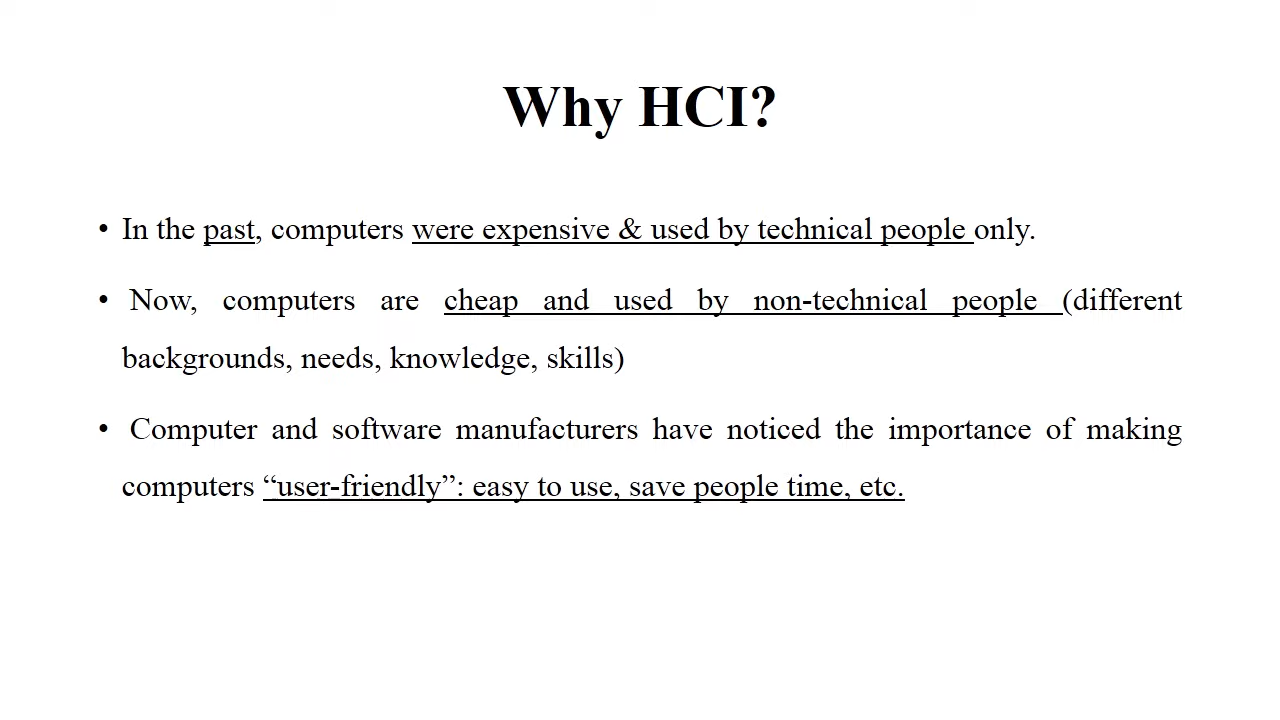 Why HCI?
• In the past, computers were expensive & used by technical people only.
• Now, computers are cheap and used by non-technical people (different
backgrounds, needs, knowledge, skills)
• Computer and software manufacturers have noticed the importance of making
computers “user-friendly”: easy to use, save people time, etc.